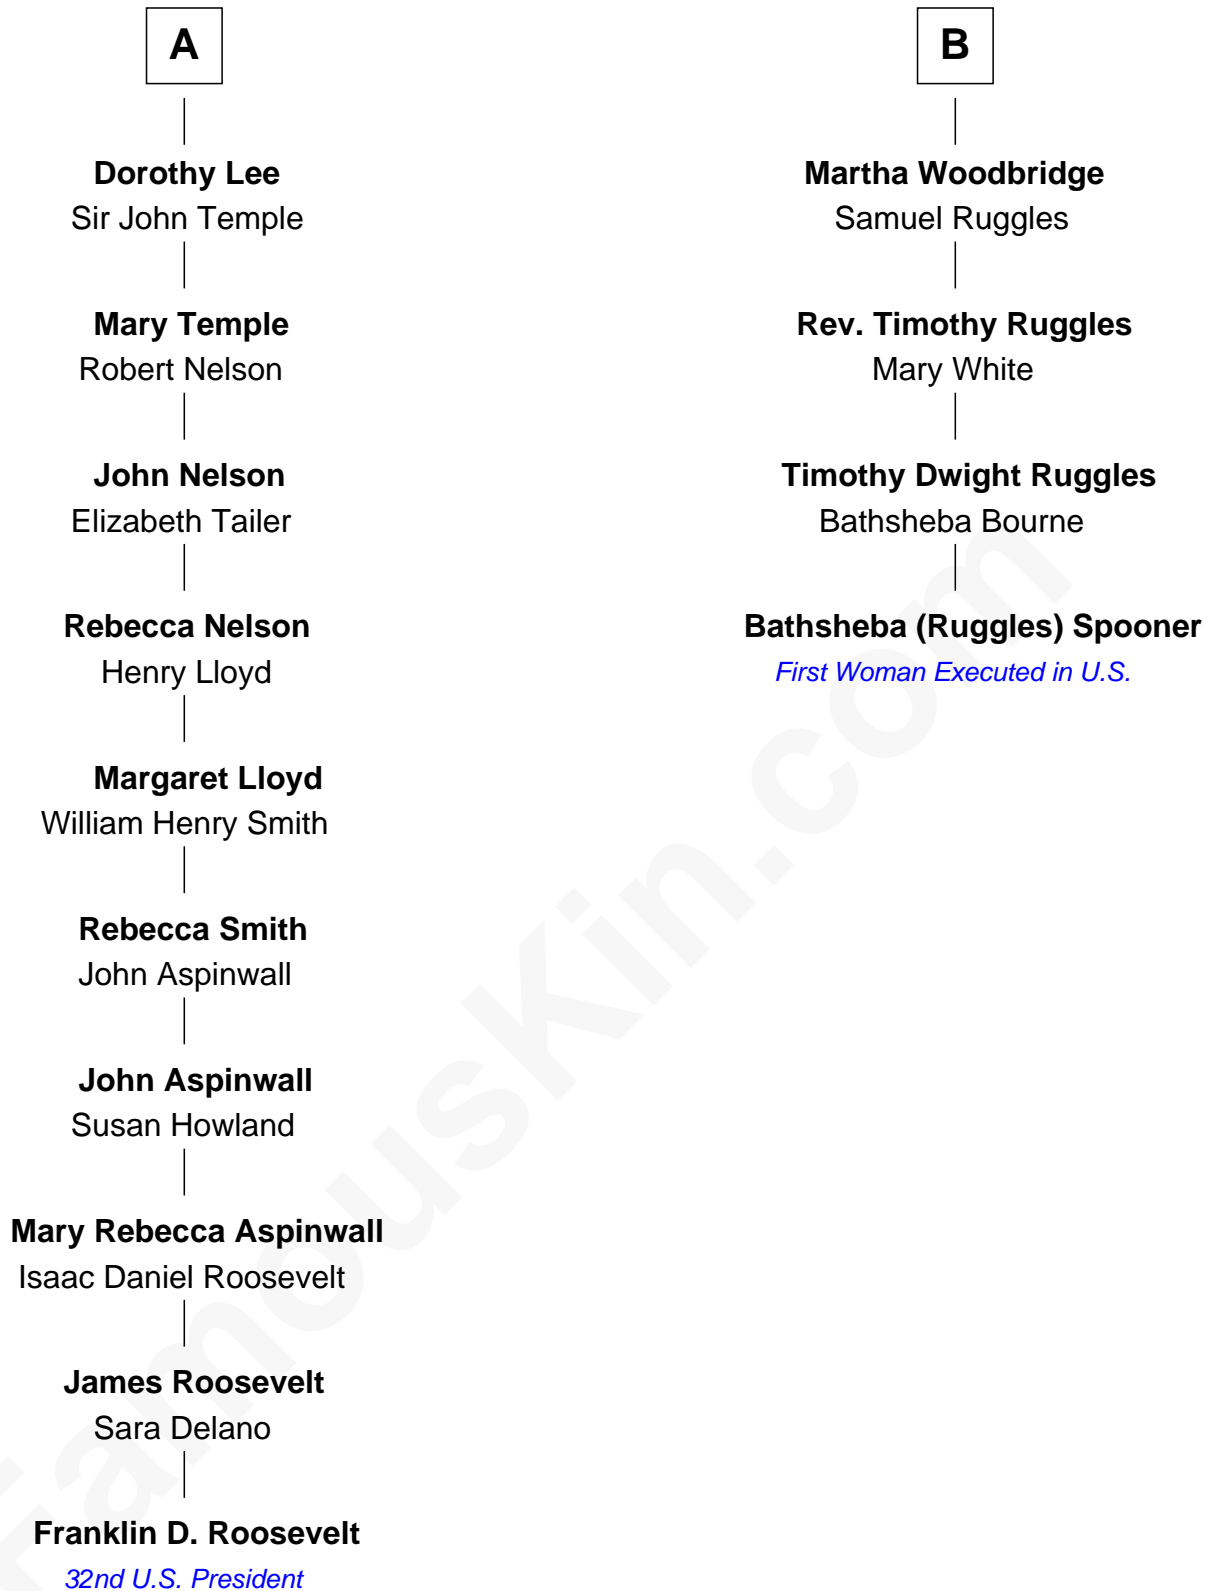 A
Dorothy Lee
Sir John Temple
Mary Temple
Robert Nelson
John Nelson
Elizabeth Tailer
Rebecca Nelson
Henry Lloyd
Margaret Lloyd
William Henry Smith
Rebecca Smith
John Aspinwall
John Aspinwall
Susan Howland
Mary Rebecca Aspinwall
Isaac Daniel Roosevelt
James Roosevelt
Sara Delano
Franklin D. Roosevelt
32nd U.S. President
B
Martha Woodbridge
Samuel Ruggles
Rev. Timothy Ruggles
Mary White
Timothy Dwight Ruggles
Bathsheba Bourne
Bathsheba (Ruggles) Spooner
First Woman Executed in U.S.
FamousKin.com